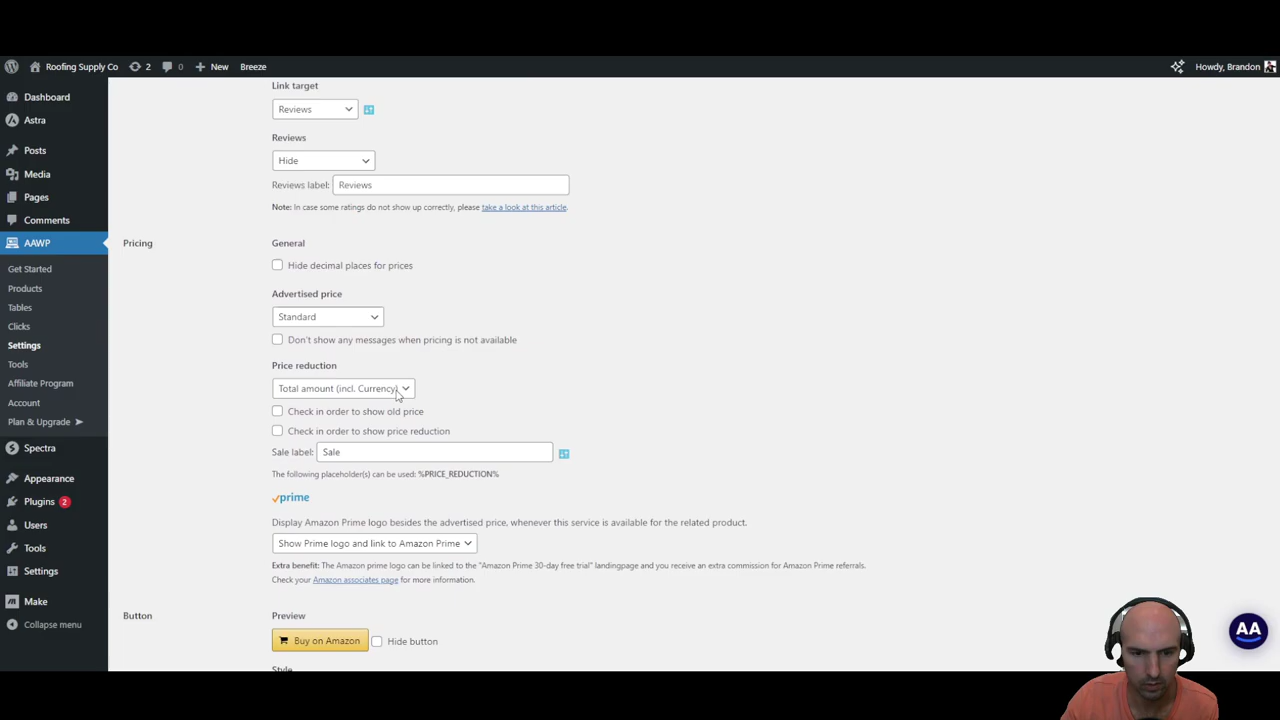 Roofing Supply Co
2
0
New
Breeze
Howdy, Brandon
Dashboard
Astra
Posts
Media
Pages
Comments
AAWP
Get Started
Products
Tables
Clicks
Settings
Tools
Affiliate Program
Account
Plan & Upgrade
Spectra
Appearance
Plugins 2
Users
Tools
Settings
Make
Collapse menu
Link target
Reviews
Reviews
Hide
Reviews label: Reviews
Note: In case some ratings do not show up correctly, please take a look at this article.
Pricing
General
Hide decimal places for prices
Advertised price
Standard
Don't show any messages when pricing is not available
Price reduction
Total amount (incl. Currency)
Check in order to show old price
Check in order to show price reduction
Sale label: Sale
The following placeholder(s) can be used: %PRICE_REDUCTION%
prime
Display Amazon Prime logo besides the advertised price, whenever this service is available for the related product.
Show Prime logo and link to Amazon Prime
Extra benefit: The Amazon prime logo can be linked to the "Amazon Prime 30-day free trial" landingpage and you receive an extra commission for Amazon Prime referrals.
Check your Amazon associates page for more information.
Button
Preview
Buy on Amazon
Hide button
Style
AA